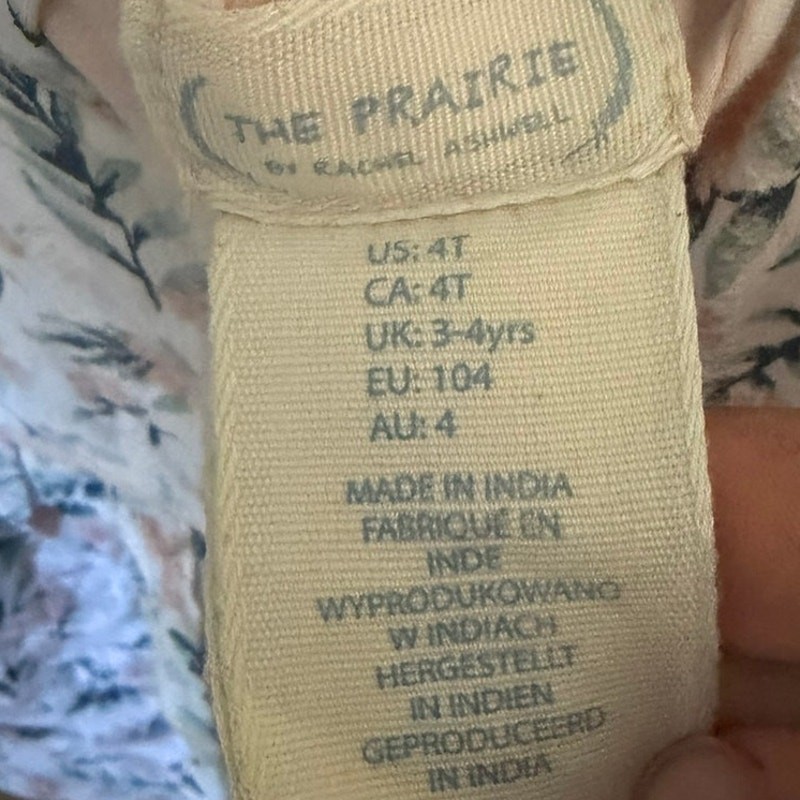 THE PRAIRIE
BY RACHEL ASHWELL
US: 4T
CA: 4T
UK: 3-4yrs
EU: 104
AU: 4
MADE IN INDIA
FABRIQUÉ EN
INDE
WYPRODUKOWANO
W INDIACH
HERGESTELLT
IN INDIEN
GEPRODUCEERD
IN INDIA